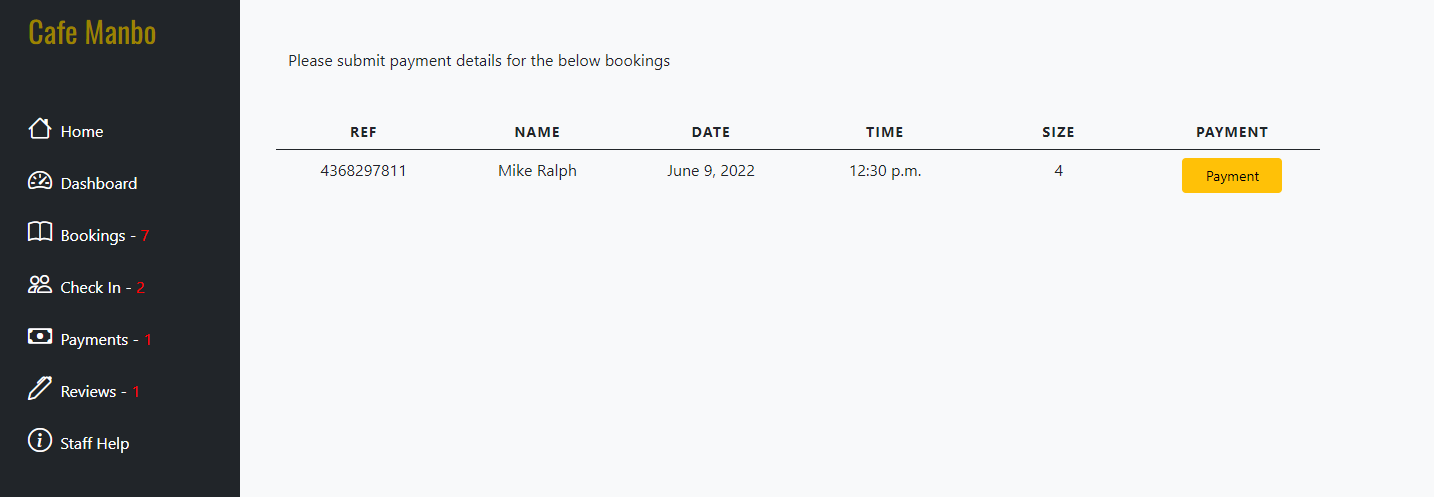 Cafe Manbo
Home
Dashboard
Bookings - 7
Check In - 2
Payments - 1
Reviews - 1
Staff Help
Please submit payment details for the below bookings
REF NAME DATE TIME SIZE PAYMENT
4368297811 Mike Ralph June 9, 2022 12:30 p.m. 4 Payment